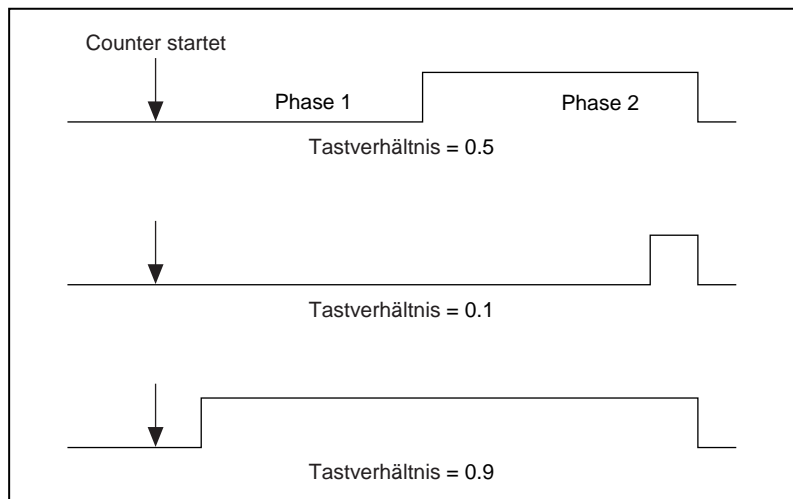 Counter startet
Phase 1 Phase 2
Tastverhältnis = 0.5
Tastverhältnis = 0.1
Tastverhältnis = 0.9